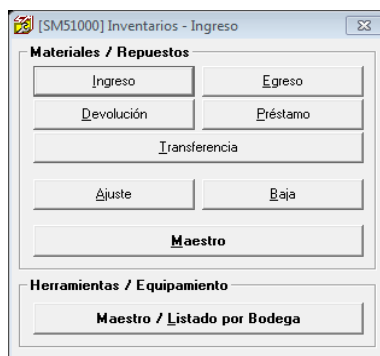 [SM51000] Inventarios - Ingreso
Materiales / Repuestos
Ingreso Egreso
Devolución Préstamo
Transferencia
Ajuste Baja
Maestro
Herramientas / Equipamiento
Maestro / Listado por Bodega